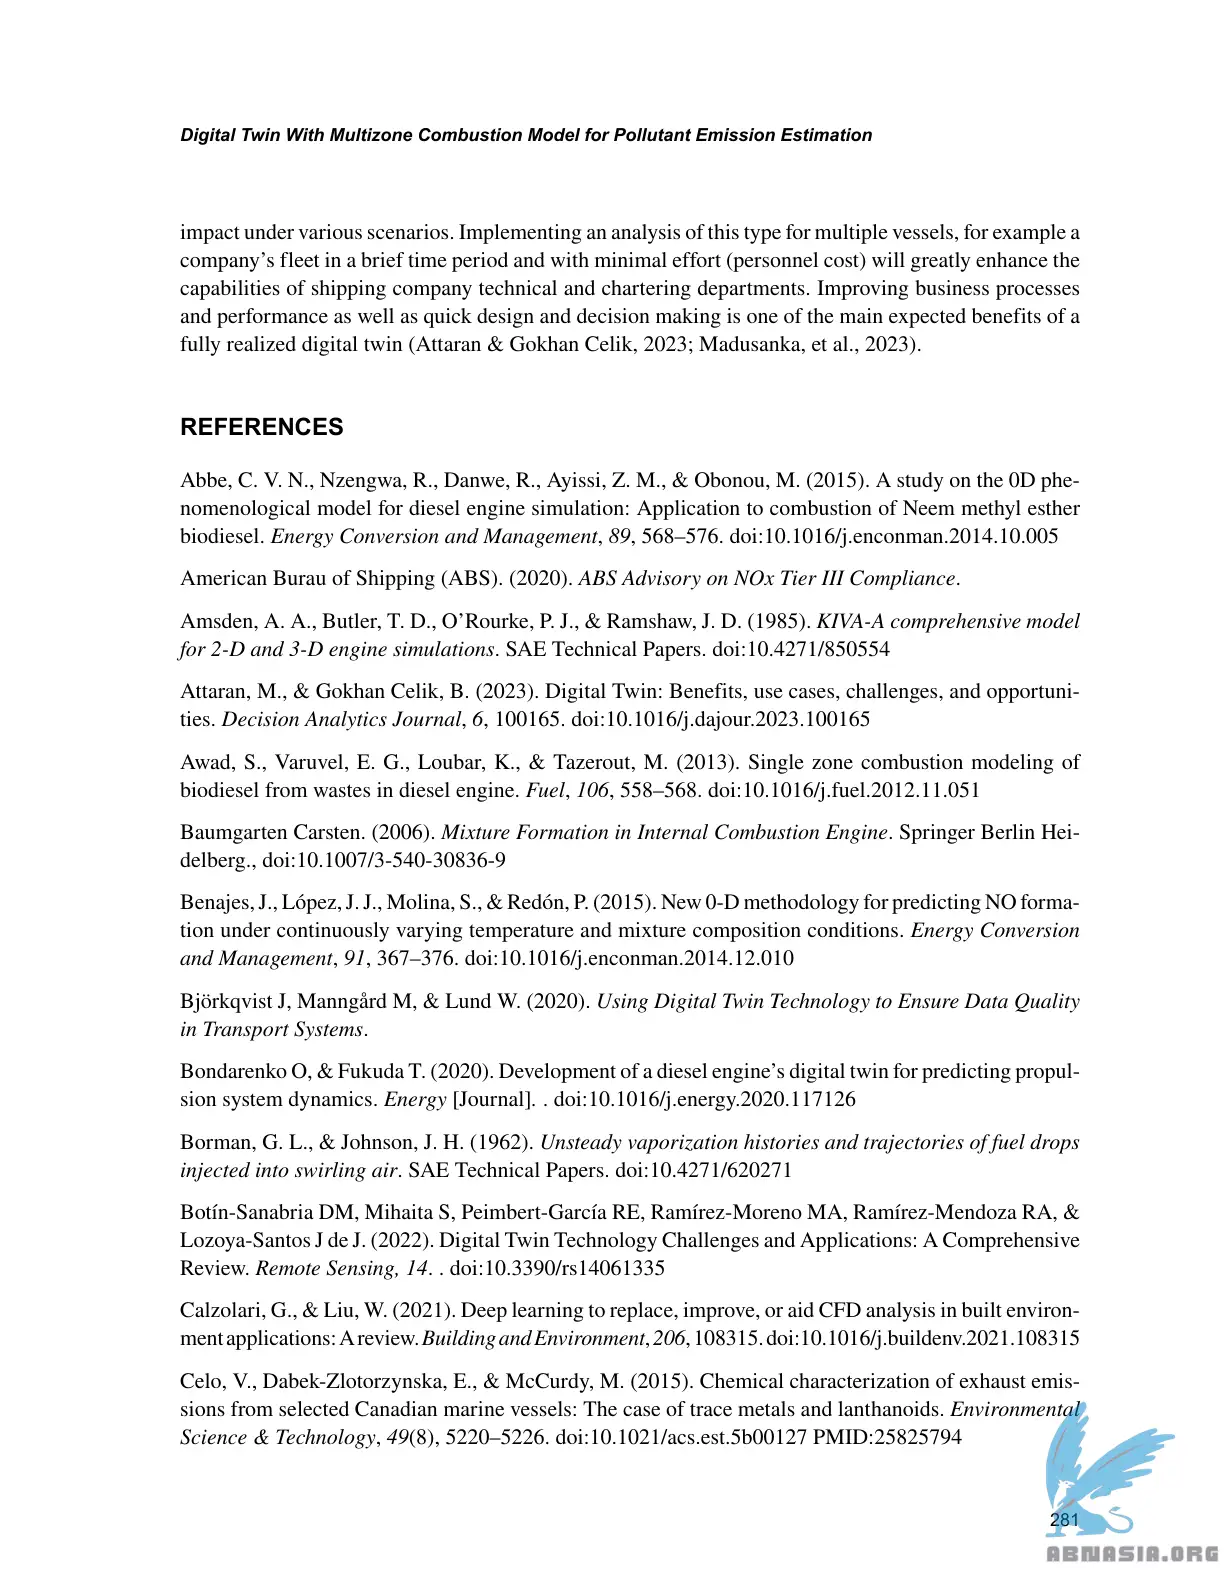 Digital Twin With Multizone Combustion Model for Pollutant Emission Estimation
impact under various scenarios. Implementing an analysis of this type for multiple vessels, for example a
company’s fleet in a brief time period and with minimal effort (personnel cost) will greatly enhance the
capabilities of shipping company technical and chartering departments. Improving business processes
and performance as well as quick design and decision making is one of the main expected benefits of a
fully realized digital twin (Attaran & Gokhan Celik, 2023; Madusanka, et al., 2023).
REFERENCES
Abbe, C. V. N., Nzengwa, R., Danwe, R., Ayissi, Z. M., & Obonou, M. (2015). A study on the 0D phe-
nomenological model for diesel engine simulation: Application to combustion of Neem methyl esther
biodiesel. Energy Conversion and Management, 89, 568–576. doi:10.1016/j.enconman.2014.10.005
American Burau of Shipping (ABS). (2020). ABS Advisory on NOx Tier III Compliance.
Amsden, A. A., Butler, T. D., O’Rourke, P. J., & Ramshaw, J. D. (1985). KIVA-A comprehensive model
for 2-D and 3-D engine simulations. SAE Technical Papers. doi:10.4271/850554
Attaran, M., & Gokhan Celik, B. (2023). Digital Twin: Benefits, use cases, challenges, and opportuni-
ties. Decision Analytics Journal, 6, 100165. doi:10.1016/j.dajour.2023.100165
Awad, S., Varuvel, E. G., Loubar, K., & Tazerout, M. (2013). Single zone combustion modeling of
biodiesel from wastes in diesel engine. Fuel, 106, 558–568. doi:10.1016/j.fuel.2012.11.051
Baumgarten Carsten. (2006). Mixture Formation in Internal Combustion Engine. Springer Berlin Hei-
delberg., doi:10.1007/3-540-30836-9
Benajes, J., López, J. J., Molina, S., & Redón, P. (2015). New 0-D methodology for predicting NO forma-
tion under continuously varying temperature and mixture composition conditions. Energy Conversion
and Management, 91, 367–376. doi:10.1016/j.enconman.2014.12.010
Björkqvist J, Manngård M, & Lund W. (2020). Using Digital Twin Technology to Ensure Data Quality
in Transport Systems.
Bondarenko O, & Fukuda T. (2020). Development of a diesel engine’s digital twin for predicting propul-
sion system dynamics. Energy [Journal]. . doi:10.1016/j.energy.2020.117126
Borman, G. L., & Johnson, J. H. (1962). Unsteady vaporization histories and trajectories of fuel drops
injected into swirling air. SAE Technical Papers. doi:10.4271/620271
Botín-Sanabria DM, Mihaita S, Peimbert-García RE, Ramírez-Moreno MA, Ramírez-Mendoza RA, &
Lozoya-Santos J de J. (2022). Digital Twin Technology Challenges and Applications: A Comprehensive
Review. Remote Sensing, 14. . doi:10.3390/rs14061335
Calzolari, G., & Liu, W. (2021). Deep learning to replace, improve, or aid CFD analysis in built environ-
ment applications: A review. Building and Environment, 206, 108315. doi:10.1016/j.buildenv.2021.108315
Celo, V., Dabek-Zlotorzynska, E., & McCurdy, M. (2015). Chemical characterization of exhaust emis-
sions from selected Canadian marine vessels: The case of trace metals and lanthanoids. Environmental
Science & Technology, 49(8), 5220–5226. doi:10.1021/acs.est.5b00127 PMID:25825794
281
ABNASIA.ORG